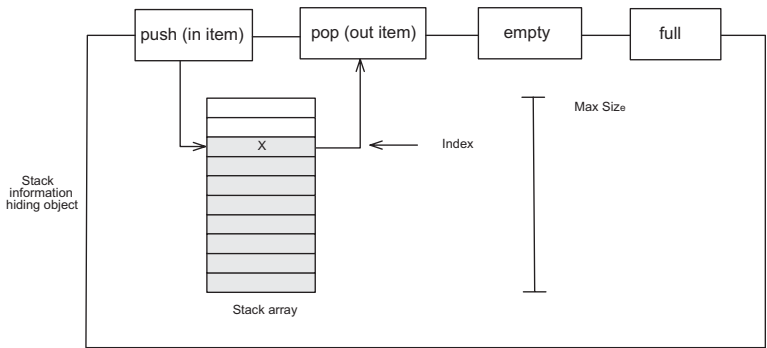 push (in item)
pop (out item)
empty
full
Max Size
X
Index
Stack
information
hiding object
Stack array